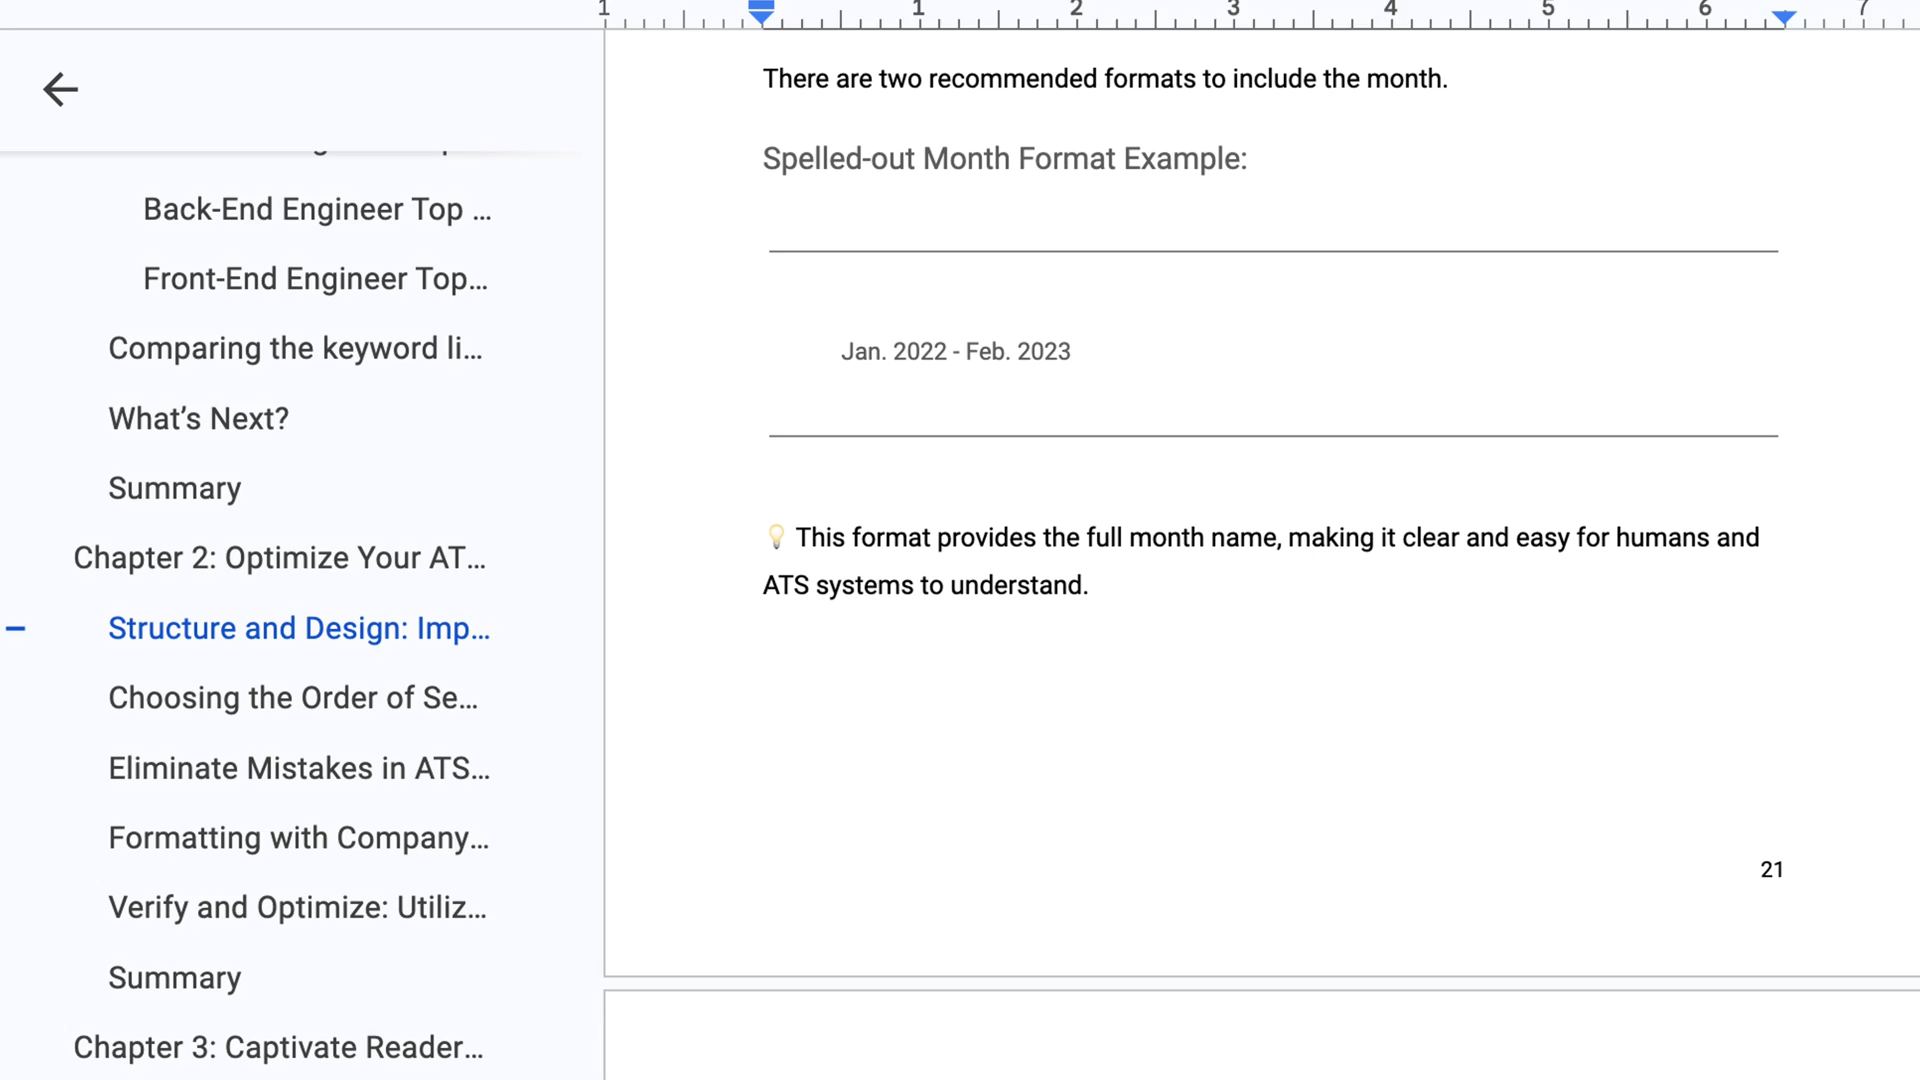 1 1 2 3 4 5 6 7
There are two recommended formats to include the month.
Spelled-out Month Format Example:
Jan. 2022 - Feb. 2023
💡 This format provides the full month name, making it clear and easy for humans and
ATS systems to understand.
21
Back-End Engineer Top ...
Front-End Engineer Top...
Comparing the keyword li...
What’s Next?
Summary
Chapter 2: Optimize Your AT...
Structure and Design: Imp...
Choosing the Order of Se...
Eliminate Mistakes in ATS...
Formatting with Company...
Verify and Optimize: Utiliz...
Summary
Chapter 3: Captivate Reader...